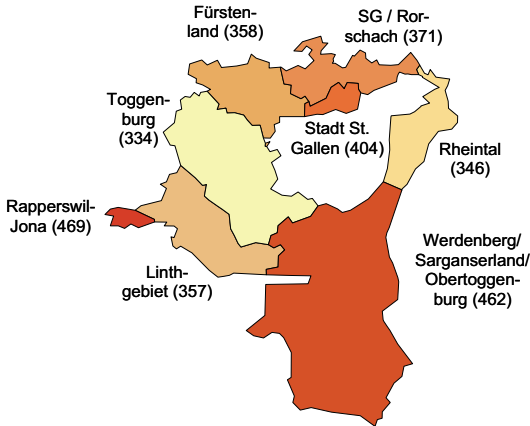 Fürsten-
land (358)
SG / Ror-
schach (371)
Toggen-
burg
(334)
Stadt St.
Gallen (404)
Rheintal
(346)
Rapperswil-
Jona (469)
Werdenberg/
Sarganserland/
Obertoggen-
burg (462)
Linth-
gebiet (357)